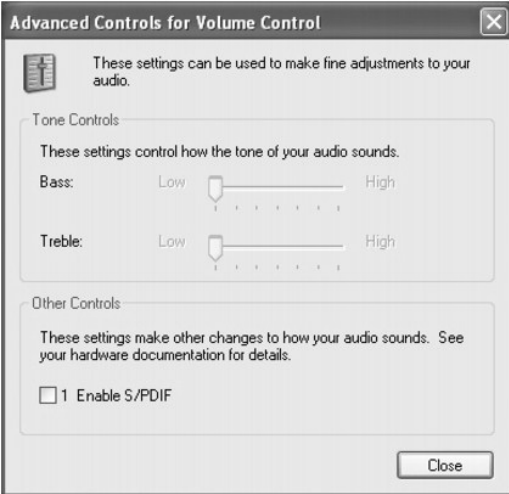 Advanced Controls for Volume Control
These settings can be used to make fine adjustments to your
audio.
Tone Controls
These settings control how the tone of your audio sounds.
Bass: Low High
Treble: Low High
Other Controls
These settings make other changes to how your audio sounds. See
your hardware documentation for details.
1 Enable S/PDIF
Close